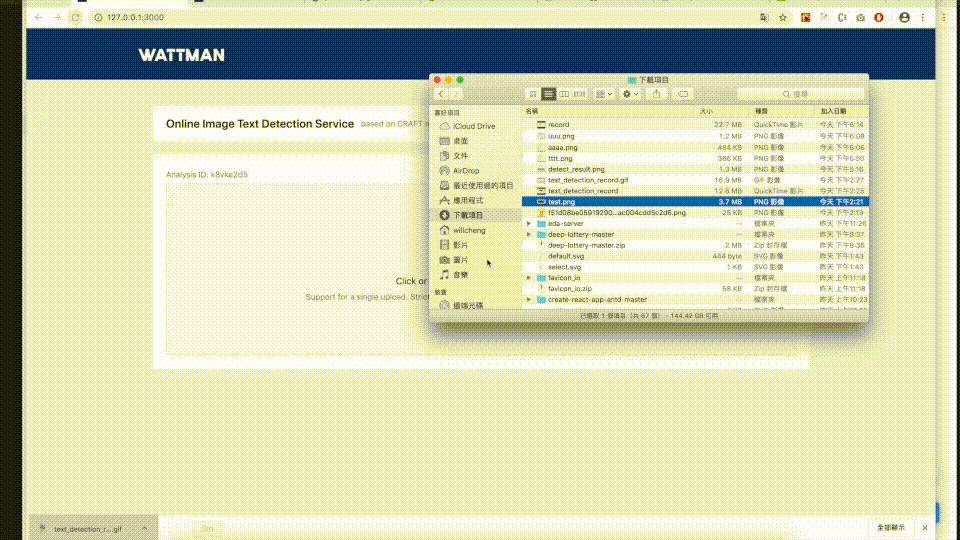 127.0.0.1:3000
WATTMAN
Online Image Text Detection Service based on CRAFT
Analysis ID: k8vke2d5
Click or
Support for a single upload. Strict
下載項目
搜尋
喜好項目
iCloud Drive
桌面
文件
AirDrop
最近使用過的項目
應用程式
下載項目
willcheng
影片
圖片
音樂
裝置
遠端光碟
名稱 大小 種類 加入日期
record 22.7 MB QuickTime 影片 今天 下午6:14
uuu.png 1.2 MB PNG 影像 今天 下午6:08
aaaa.png 484 KB PNG 影像 今天 下午6:06
tttt.png 366 KB PNG 影像 今天 下午5:50
detect_result.png 1.3 MB PNG 影像 今天 下午5:16
text_detection_record.gif 16.9 MB GIF 影像 今天 下午2:27
text_detection_record 12.6 MB QuickTime 影片 今天 下午2:25
test.png 3.7 MB PNG 影像 今天 下午2:21
25 KB PNG 影像 今天 下午2:19
eda-server -- 檔案夾 昨天 下午11:26
deep-lottery-master -- 檔案夾 昨天 下午8:37
deep-lottery-master.zip 2 MB Zip 封存檔 昨天 下午8:36
default.svg 444 byte SVG 影像 昨天 下午1:43
select.svg 1 KB SVG 影像 昨天 下午1:43
favicon_io -- 檔案夾 昨天 上午11:18
favicon_io.zip 58 KB Zip 封存檔 昨天 上午11:18
create-react-app-antd-master -- 檔案夾 昨天 上午10:23
已選取 1 個項目（共 67 個），144.42 GB 可用
text_detection_r....gif
全部顯示